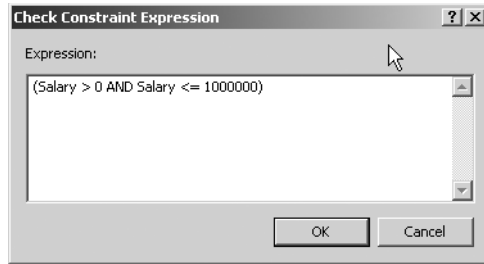 Check Constraint Expression
Expression:
(Salary > 0 AND Salary <= 1000000)
OK Cancel